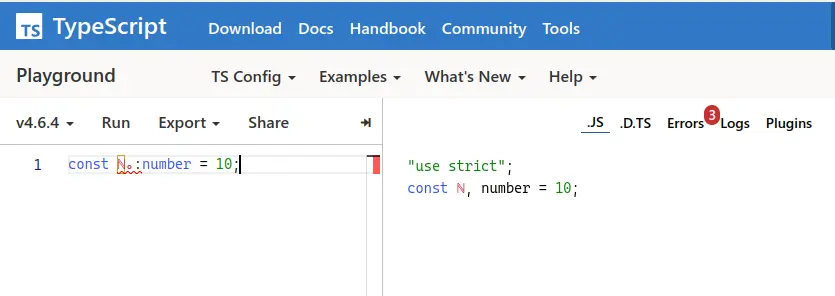 TS TypeScript Download Docs Handbook Community Tools
Playground TS Config Examples What's New Help
v4.6.4 Run Export Share
.JS .D.TS Errors 3 Logs Plugins
1 const ℕ。:number = 10;
"use strict";
const ℕ, number = 10;